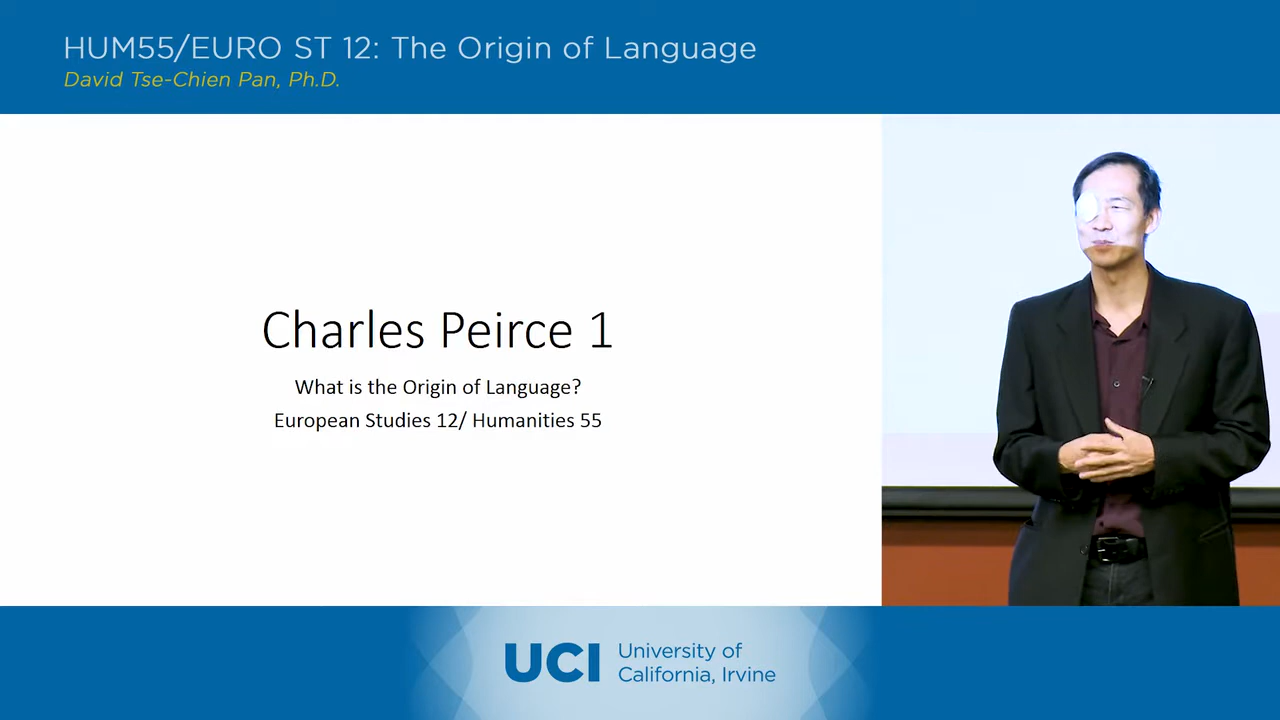 HUM55/EURO ST 12: The Origin of Language
David Tse-Chien Pan, Ph.D.
Charles Peirce 1
What is the Origin of Language?
European Studies 12/ Humanities 55
UCI University of
California, Irvine